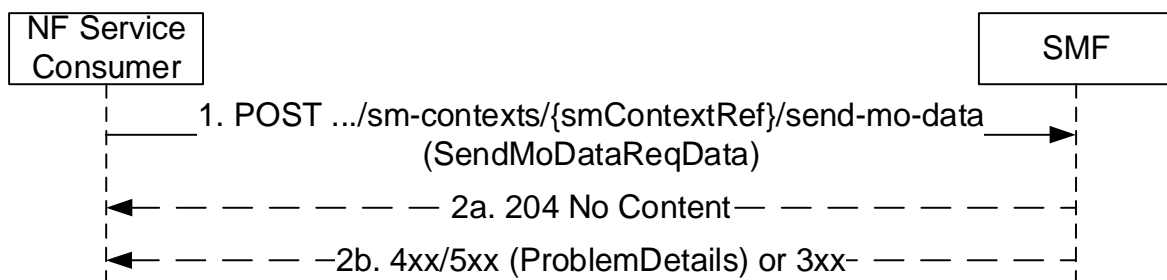 NF Service
Consumer
SMF
1. POST .../sm-contexts/{smContextRef}/send-mo-data
(SendMoDataReqData)
2a. 204 No Content
2b. 4xx/5xx (ProblemDetails) or 3xx